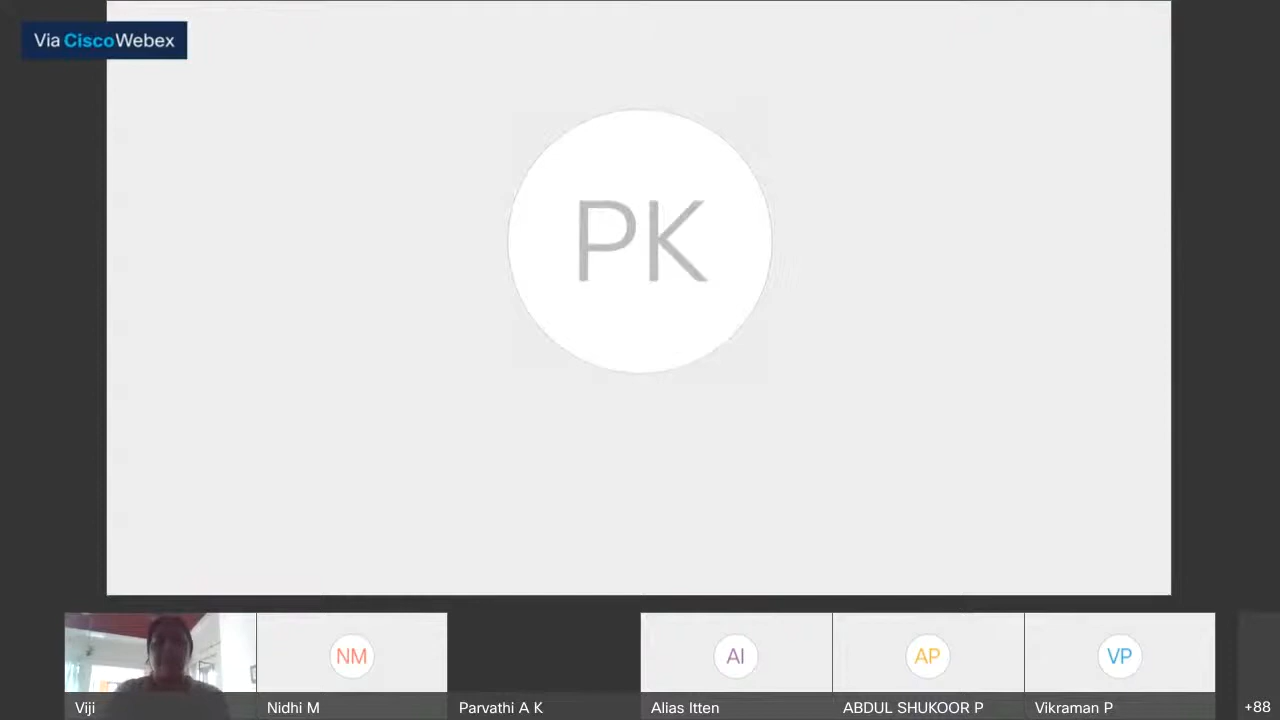 Via CiscoWebex
PK
NM
AI
AP
VP
Viji
Nidhi M
Parvathi A K
Alias Itten
ABDUL SHUKOOR P
Vikraman P
+88